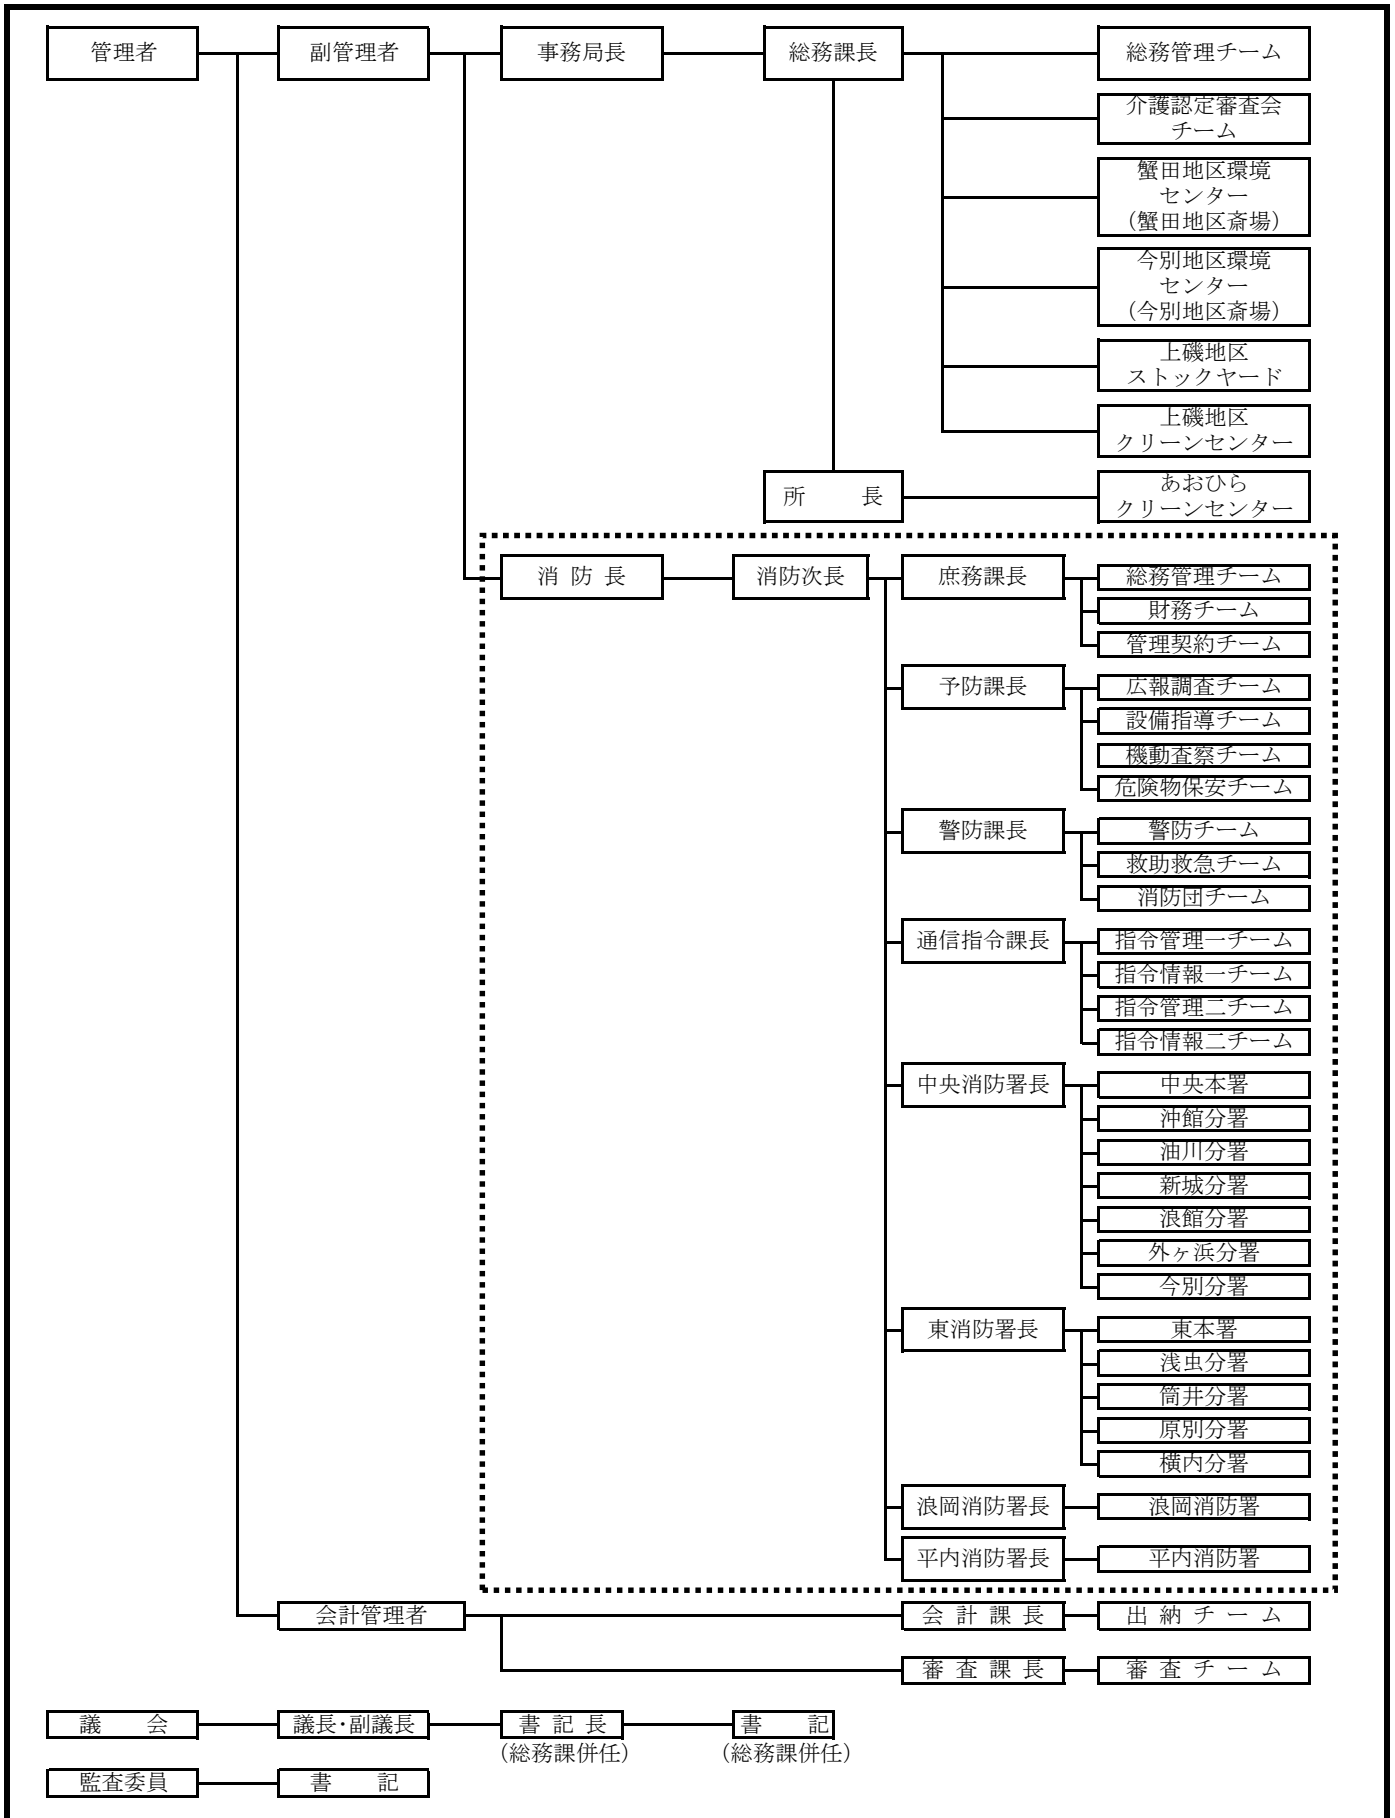 管理者
副管理者
事務局長
総務課長
総務管理チーム
介護認定審査会
チーム
蟹田地区環境
センター
（蟹田地区斎場）
今別地区環境
センター
（今別地区斎場）
上磯地区
ストックヤード
上磯地区
クリーンセンター
所　　長
あおひら
クリーンセンター
消 防 長
消防次長
庶務課長
総務管理チーム
財務チーム
管理契約チーム
予防課長
広報調査チーム
設備指導チーム
機動査察チーム
危険物保安チーム
警防課長
警防チーム
救助救急チーム
消防団チーム
通信指令課長
指令管理一チーム
指令情報一チーム
指令管理二チーム
指令情報二チーム
中央消防署長
中央本署
沖館分署
油川分署
新城分署
浪館分署
外ヶ浜分署
今別分署
東消防署長
東本署
浅虫分署
筒井分署
原別分署
横内分署
浪岡消防署長
浪岡消防署
平内消防署長
平内消防署
会計管理者
会 計 課 長
出 納 チ ー ム
審 査 課 長
審 査 チ ー ム
議　　会
議長・副議長
書 記 長
書　　記
（総務課併任）
（総務課併任）
監査委員
書　　記